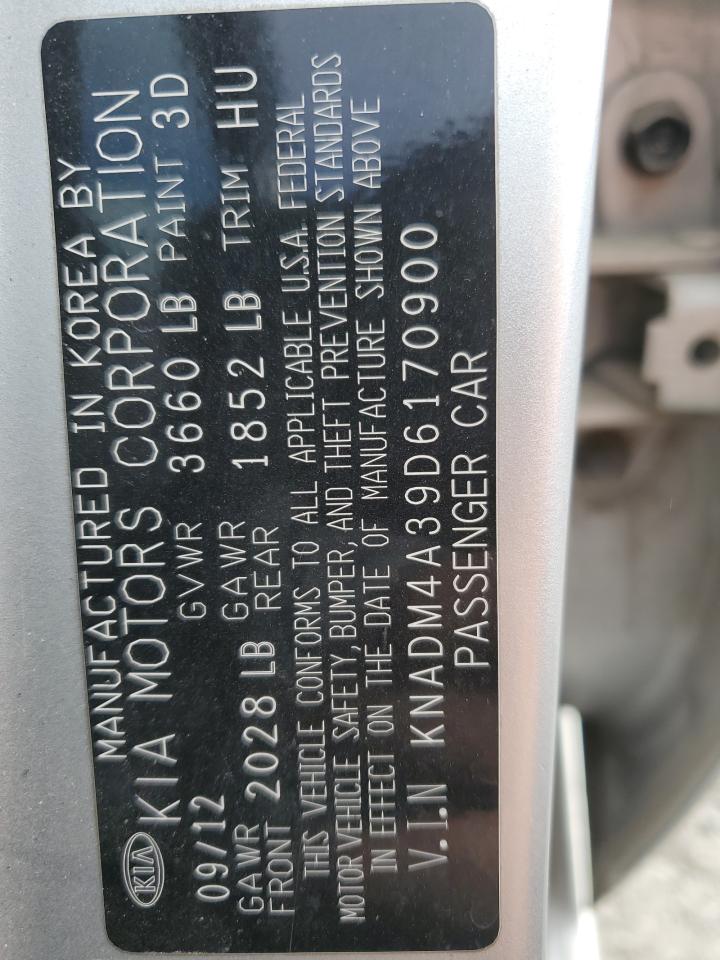 MANUFACTURED IN KOREA BY
KIA KIA MOTORS CORPORATION
09/12 GVWR 3660 LB PAINT 3D
GAWR FRONT 2028 LB GAWR REAR 1852 LB TRIM HU
THIS VEHICLE CONFORMS TO ALL APPLICABLE U.S.A. FEDERAL
MOTOR VEHICLE SAFETY, BUMPER, AND THEFT PREVENTION STANDARDS
IN EFFECT ON THE DATE OF MANUFACTURE SHOWN ABOVE
V.I.N KNADM4A39D6170900
PASSENGER CAR